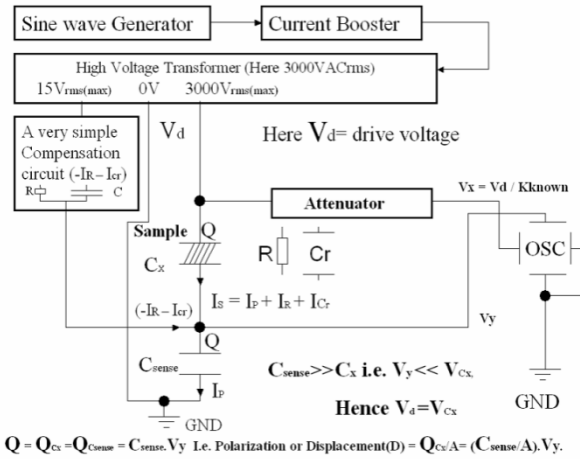 Sine wave Generator
Current Booster
High Voltage Transformer (Here 3000VACrms)
15Vrms(max) 0V 3000Vrms(max)
A very simple
Compensation
circuit (-IR– Icr)
R C
Vd
Here Vd= drive voltage
Attenuator
Vx = Vd / Kknown
Sample Q
Cx
R Cr
OSC
IS = IP + IR + ICr
(-IR– Icr)
Vy
Q
Csense
IP
Csense>>Cx i.e. Vy<< VCx,
Hence Vd=VCx
GND
GND
Q = QCx =QCsense = Csense.Vy I.e. Polarization or Displacement(D) = QCx/A= (Csense/A).Vy.